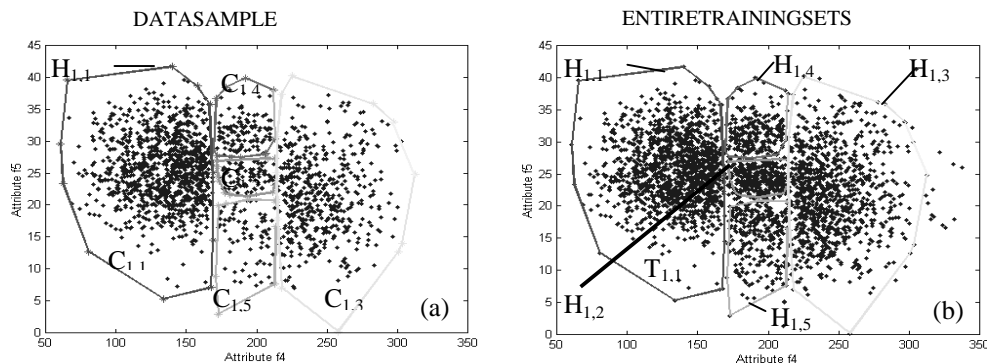 DATASAMPLE
ENTIRETRAININGSETS
45
40
35
30
25
20
15
10
5
0
Attribute f5
50
100
150
200
250
300
350
Attribute f4
H1,1
C1,4
C
C1,1
C1,5
C1,3
(a)
45
40
35
30
25
20
15
10
5
0
Attribute f5
50
100
150
200
250
300
350
Attribute f4
H1,1
H1,4
H1,3
T1,1
H1,2
H1,5
(b)